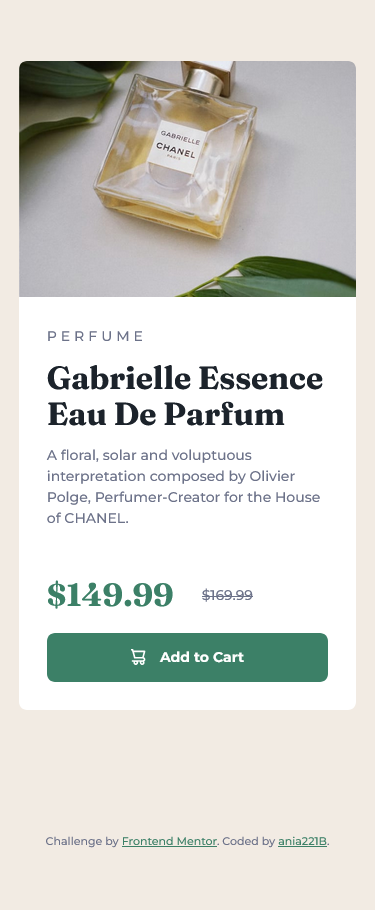 GABRIELLE
CHANEL
PARIS
PERFUME
Gabrielle Essence
Eau De Parfum
A floral, solar and voluptuous
interpretation composed by Olivier
Polge, Perfumer-Creator for the House
of CHANEL.
$149.99 $169.99
Add to Cart
Challenge by Frontend Mentor. Coded by ania221B.